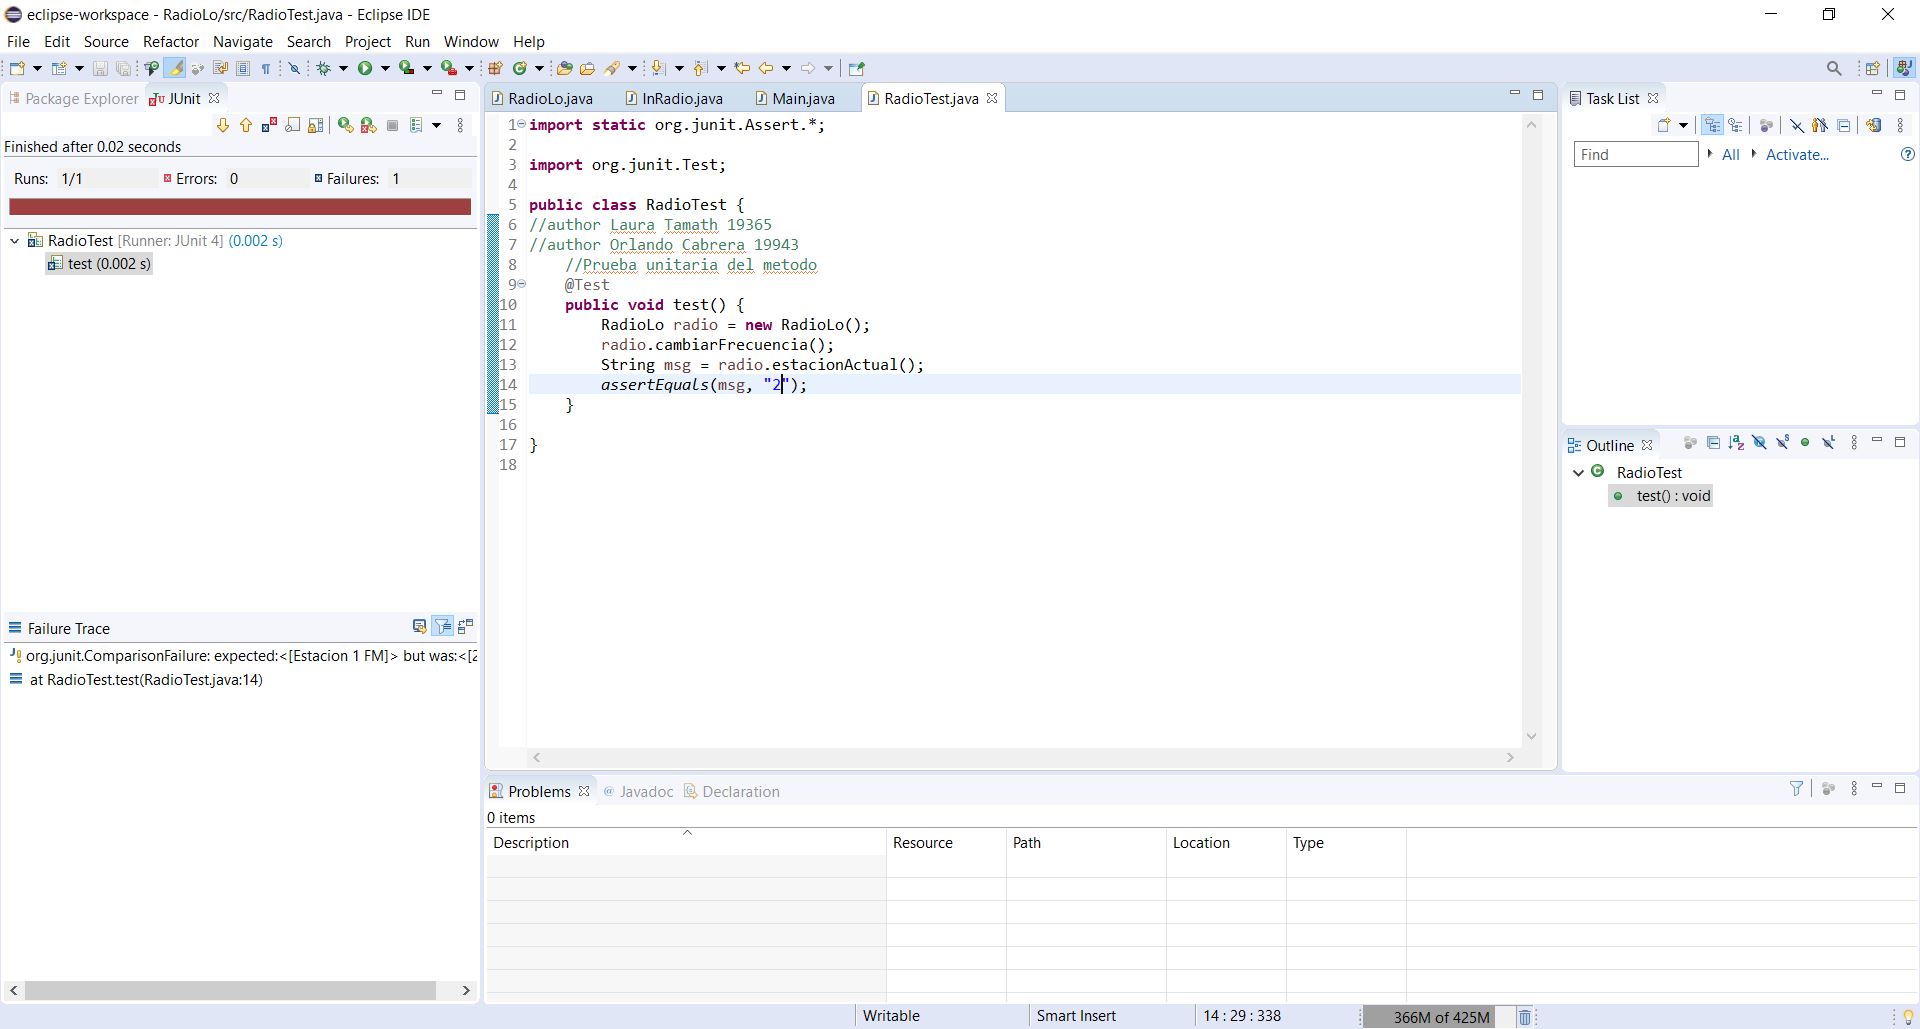 eclipse-workspace - RadioLo/src/RadioTest.java - Eclipse IDE
File Edit Source Refactor Navigate Search Project Run Window Help
Package Explorer JUnit
Finished after 0.02 seconds
Runs: 1/1 Errors: 0 Failures: 1
RadioTest [Runner: JUnit 4] (0.002 s)
test (0.002 s)
Failure Trace
org.junit.ComparisonFailure: expected:<[Estacion 1 FM]> but was:<[2
at RadioTest.test(RadioTest.java:14)
RadioLo.java InRadio.java Main.java RadioTest.java
1 import static org.junit.Assert.*;
2
3 import org.junit.Test;
4
5 public class RadioTest {
6 //author Laura Tamath 19365
7 //author Orlando Cabrera 19943
8 //Prueba unitaria del metodo
9 @Test
10 public void test() {
11 RadioLo radio = new RadioLo();
12 radio.cambiarFrecuencia();
13 String msg = radio.estacionActual();
14 assertEquals(msg, "2");
15 }
16
17 }
18
Task List
Find All Activate...
Outline
RadioTest
test() : void
Problems @ Javadoc Declaration
0 items
Description Resource Path Location Type
Writable Smart Insert 14 : 29 : 338 366M of 425M